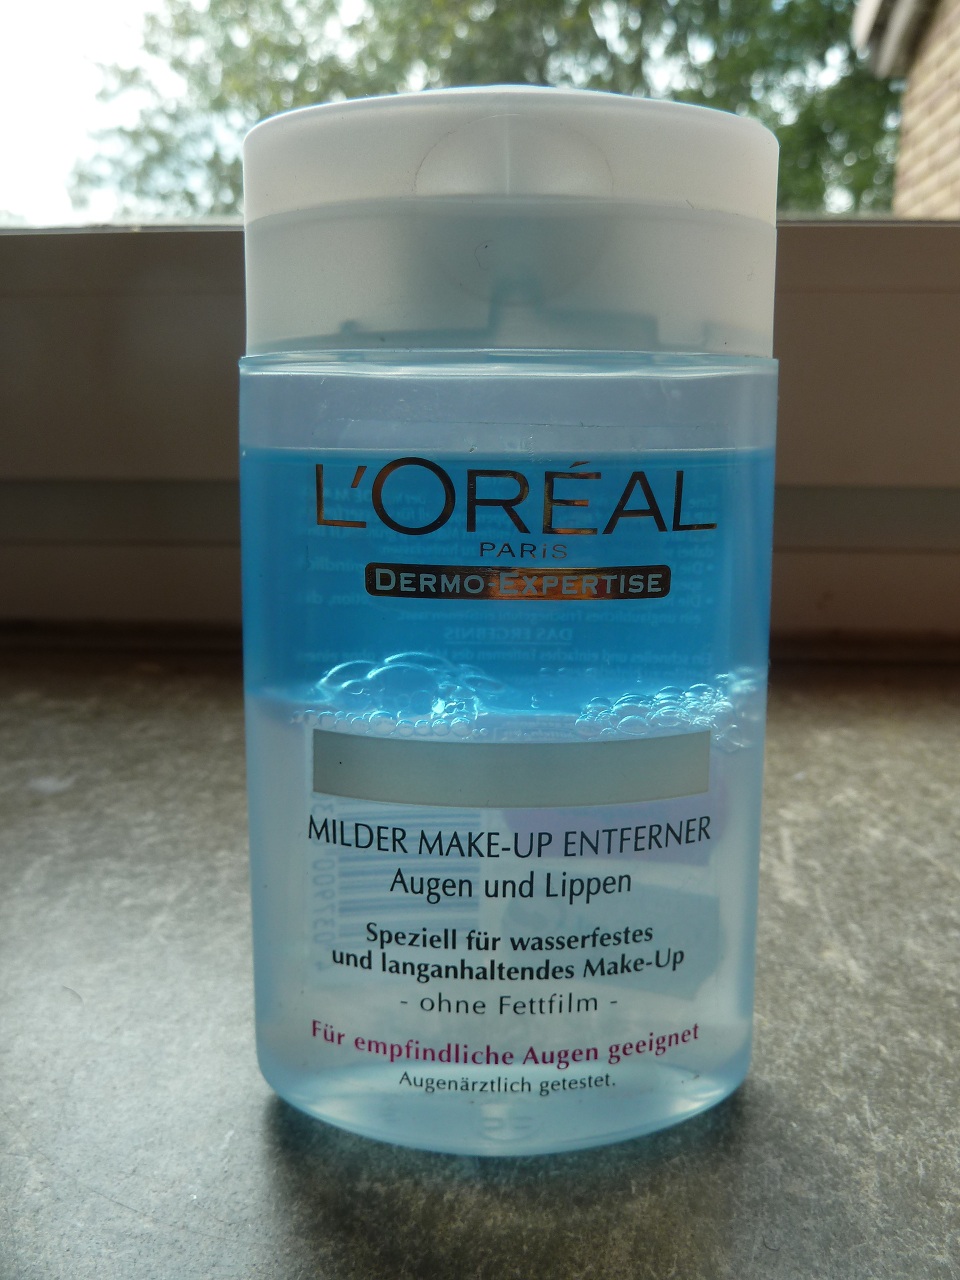 L'ORÉAL
PARIS
DERMO-EXPERTISE
MILDER MAKE-UP ENTFERNER
Augen und Lippen
Speziell für wasserfestes
und langanhaltendes Make-Up
- ohne Fettfilm -
Für empfindliche Augen geeignet
Augenärztlich getestet.